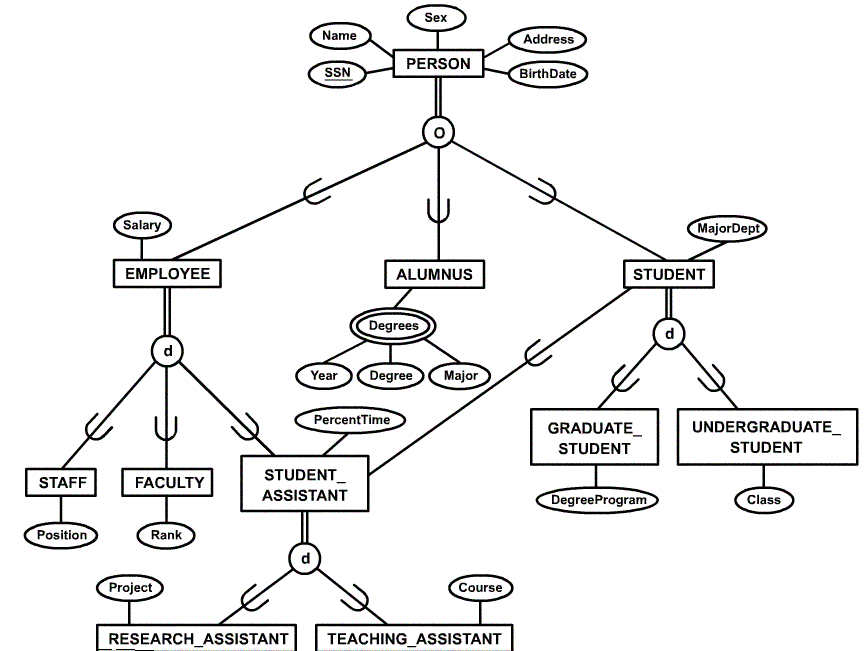 Sex
Name
Address
PERSON
SSN
BirthDate
O
Salary
MajorDept
EMPLOYEE
ALUMNUS
STUDENT
Degrees
d
d
Year
Degree
Major
PercentTime
GRADUATE_
STUDENT
UNDERGRADUATE_
STUDENT
STUDENT_
ASSISTANT
STAFF
FACULTY
DegreeProgram
Class
Position
Rank
d
Project
Course
RESEARCH_ASSISTANT
TEACHING_ASSISTANT